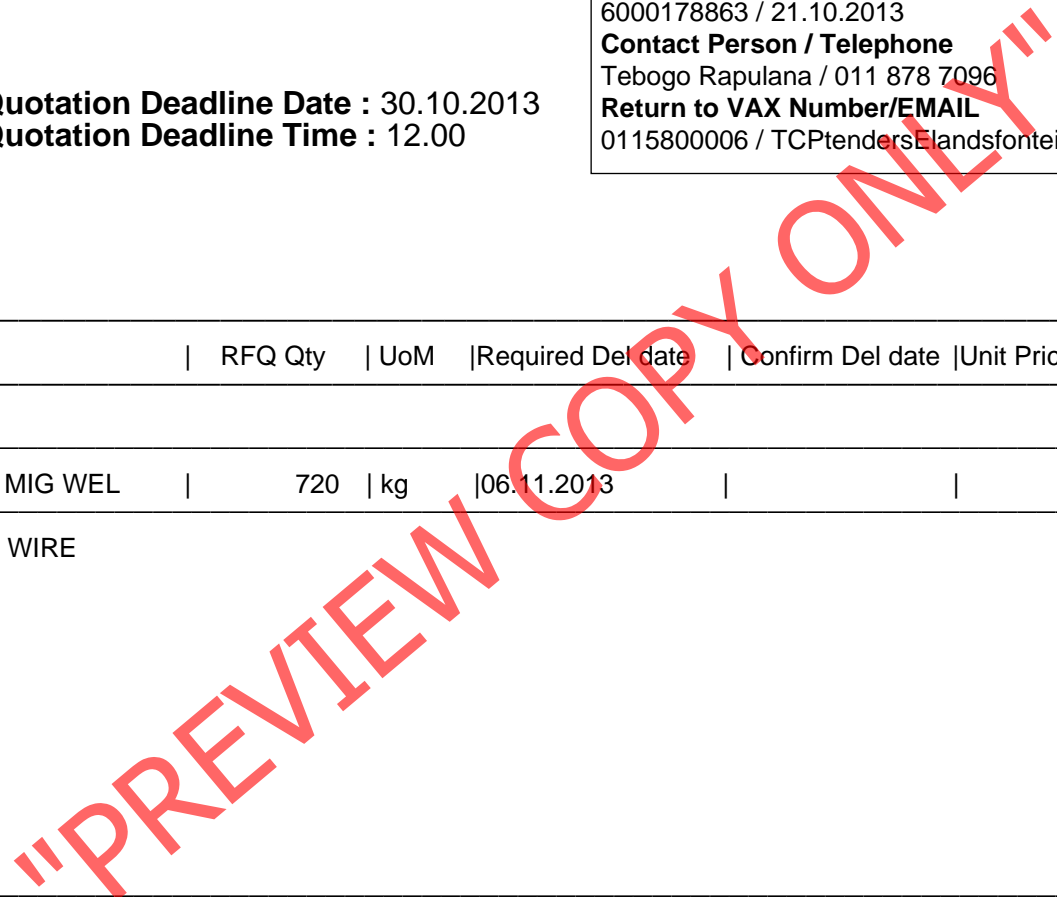 6000178863 / 21.10.2013
Contact Person / Telephone
Tebogo Rapulana / 011 878 7096
Return to VAX Number/EMAIL
0115800006 / TCPtendersElandsfontei
Quotation Deadline Date : 30.10.2013
Quotation Deadline Time : 12.00
| RFQ Qty | UoM |Required Del date | Confirm Del date |Unit Pric
MIG WEL | 720 | kg |06.11.2013 | |
WIRE
"PREVIEW COPY ONLY"